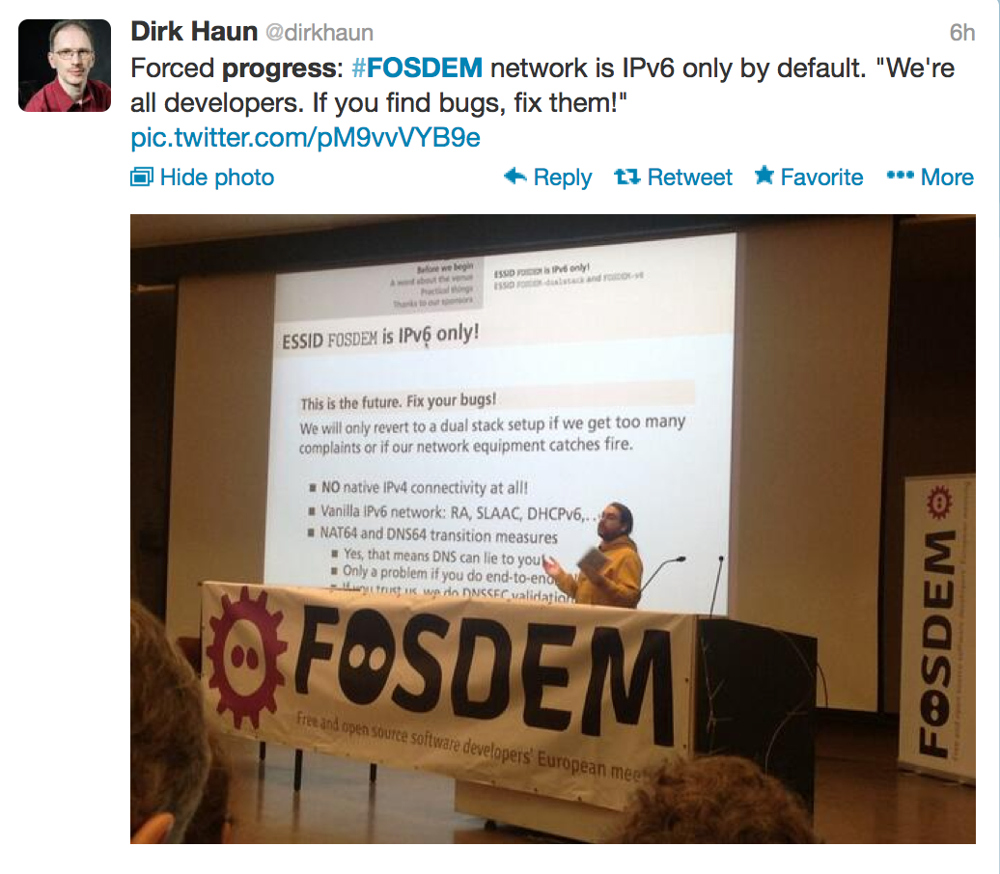 Dirk Haun @dirkhaun 6h
Forced progress: #FOSDEM network is IPv6 only by default. "We're
all developers. If you find bugs, fix them!"
pic.twitter.com/pM9vvVYB9e
Hide photo Reply Retweet Favorite More
Before we begin
A word about the venue
Practical things
Thanks to our sponsors
ESSID FOSDEM is IPv6 only!
ESSID FOSDEM-dualstack and FOSDEM-v6
ESSID FOSDEM is IPv6 only!
This is the future. Fix your bugs!
We will only revert to a dual stack setup if we get too many
complaints or if our network equipment catches fire.
NO native IPv4 connectivity at all!
Vanilla IPv6 network: RA, SLAAC, DHCPv6,..
NAT64 and DNS64 transition measures
Yes, that means DNS can lie to you!
Only a problem if you do end-to-end
If you trust us, we do DNSSEC validation
FOSDEM
Free and open source software developers' European mee
FOSDEM